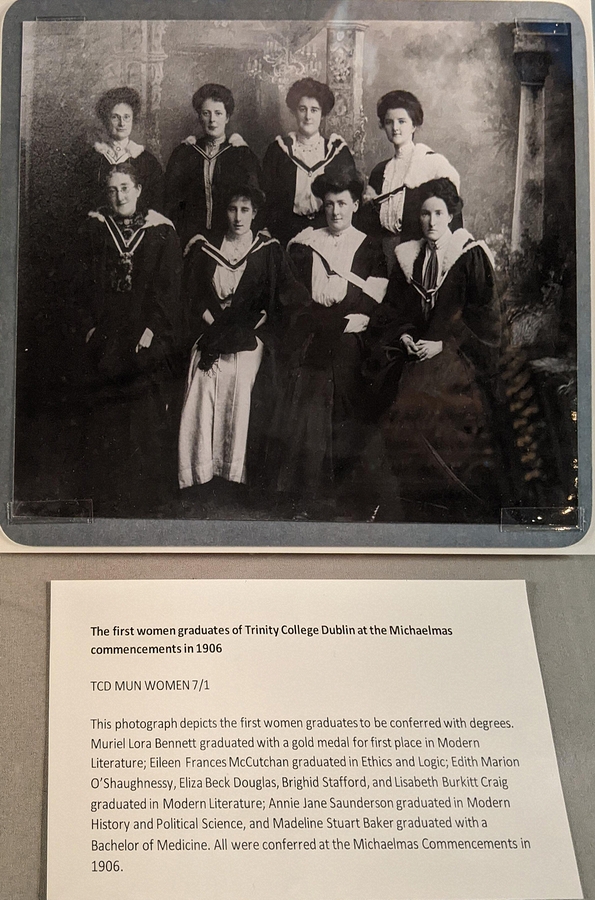 The first women graduates of Trinity College Dublin at the Michaelmas
commencements in 1906
TCD MUN WOMEN 7/1
This photograph depicts the first women graduates to be conferred with degrees.
Muriel Lora Bennett graduated with a gold medal for first place in Modern
Literature; Eileen Frances McCutchan graduated in Ethics and Logic; Edith Marion
O'Shaughnessy, Eliza Beck Douglas, Brighid Stafford, and Lisabeth Burkitt Craig
graduated in Modern Literature; Annie Jane Saunderson graduated in Modern
History and Political Science, and Madeline Stuart Baker graduated with a
Bachelor of Medicine. All were conferred at the Michaelmas Commencements in
1906.